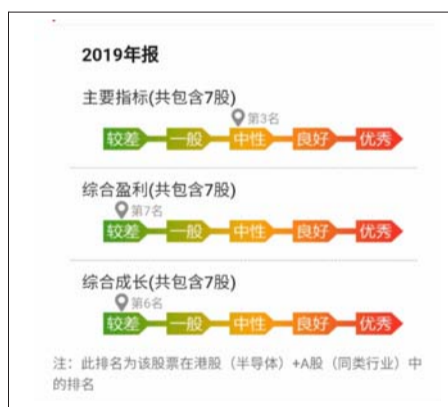 2019年报
主要指标(共包含7股)
第3名
较差 一般 中性 良好 优秀
综合盈利(共包含7股)
第7名
较差 一般 中性 良好 优秀
综合成长(共包含7股)
第6名
较差 一般 中性 良好 优秀
注：此排名为该股票在港股（半导体）+A股（同类行业）中
的排名